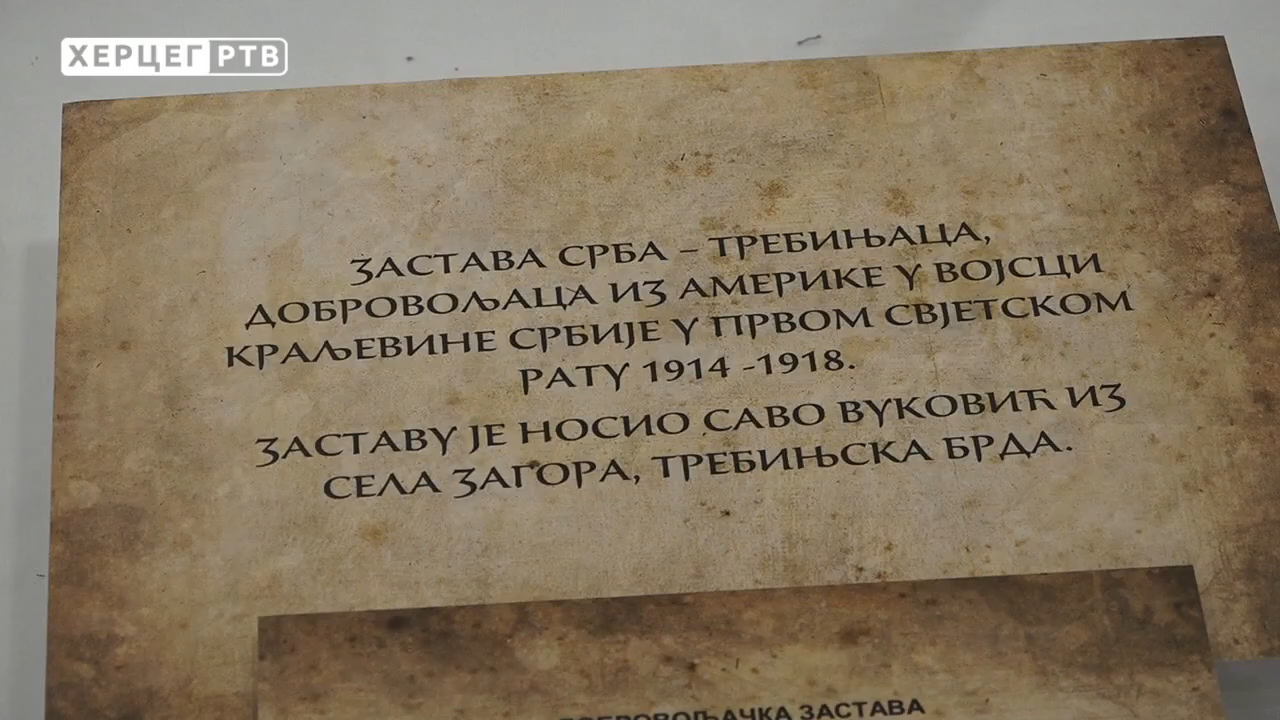 ХЕРЦЕГ РТВ
ЗАСТАВА СРБА – ТРЕБИЊАЦА,
ДОБРОВОЉАЦА ИЗ АМЕРИКЕ У ВОЈСЦИ
КРАЉЕВИНЕ СРБИЈЕ У ПРВОМ СВЈЕТСКОМ
РАТУ 1914 -1918.
ЗАСТАВУ ЈЕ НОСИО САВО ВУКОВИЋ ИЗ
СЕЛА ЗАГОРА, ТРЕБИЊСКА БРДА.
ДОБРОВОЉАЧКА ЗАСТАВА